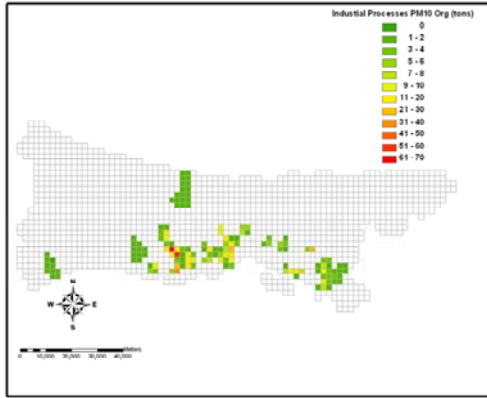 Industial Processes PM10 Org (tons)
0
1 - 2
3 - 4
5 - 6
7 - 8
9 - 10
11 - 20
21 - 30
31 - 40
41 - 50
51 - 60
61 - 70
N
W E
S
Meters
0 10,000 20,000 30,000 40,000